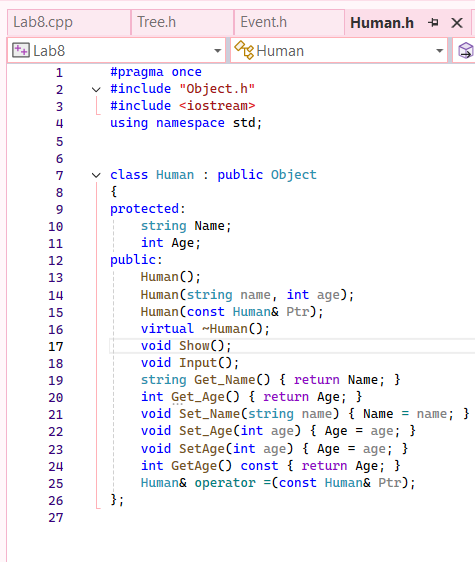 Lab8.cpp Tree.h Event.h Human.h
Lab8 Human
1 #pragma once
2 #include "Object.h"
3 #include <iostream>
4 using namespace std;
5
6
7 class Human : public Object
8 {
9 protected:
10 string Name;
11 int Age;
12 public:
13 Human();
14 Human(string name, int age);
15 Human(const Human& Ptr);
16 virtual ~Human();
17 void Show();
18 void Input();
19 string Get_Name() { return Name; }
20 int Get_Age() { return Age; }
21 void Set_Name(string name) { Name = name; }
22 void Set_Age(int age) { Age = age; }
23 void SetAge(int age) { Age = age; }
24 int GetAge() const { return Age; }
25 Human& operator =(const Human& Ptr);
26 };
27